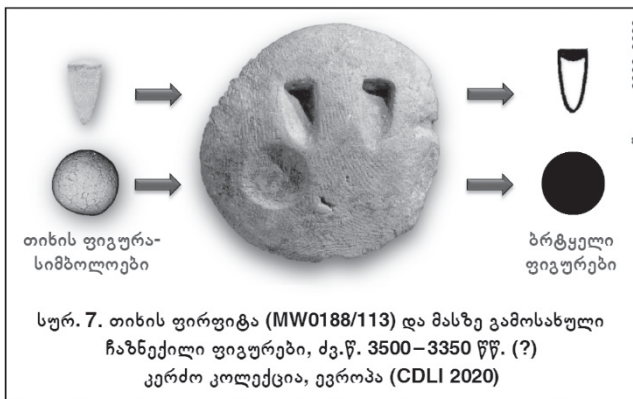 თიხის ფიგურა-
სიმბოლოები
ბრტყელი
ფიგურები
სურ. 7. თიხის ფირფიტა (MW0188/113) და მასზე გამოსახული
ჩაზნექილი ფიგურები, ძვ.წ. 3500–3350 წწ. (?)
კერძო კოლექცია, ევროპა (CDLI 2020)